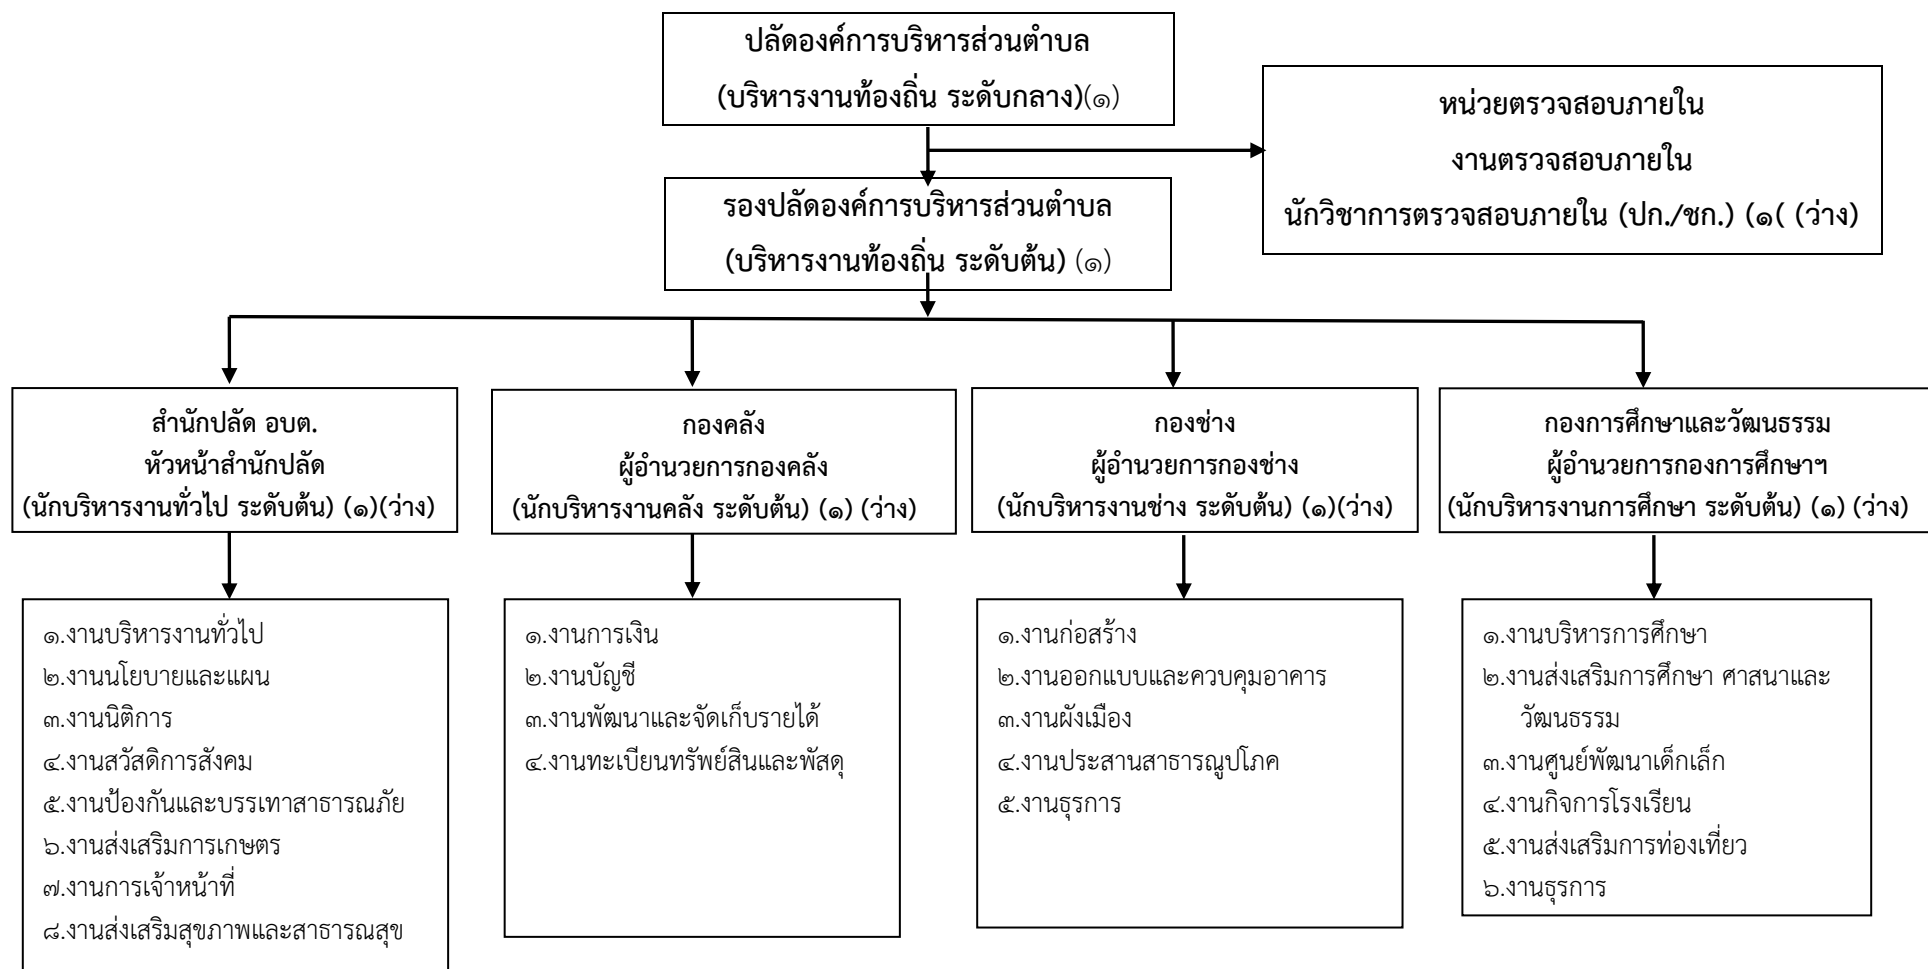 ปลัดองค์การบริหารส่วนตำบล
(บริหารงานท้องถิ่น ระดับกลาง)(๑)
หน่วยตรวจสอบภายใน
งานตรวจสอบภายใน
นักวิชาการตรวจสอบภายใน (ปก./ชก.) (๑( (ว่าง)
รองปลัดองค์การบริหารส่วนตำบล
(บริหารงานท้องถิ่น ระดับต้น) (๑)
สำนักปลัด อบต.
หัวหน้าสำนักปลัด
(นักบริหารงานทั่วไป ระดับต้น) (๑)(ว่าง)
กองคลัง
ผู้อำนวยการกองคลัง
(นักบริหารงานคลัง ระดับต้น) (๑) (ว่าง)
กองช่าง
ผู้อำนวยการกองช่าง
(นักบริหารงานช่าง ระดับต้น) (๑)(ว่าง)
กองการศึกษาและวัฒนธรรม
ผู้อำนวยการกองการศึกษาฯ
(นักบริหารงานการศึกษา ระดับต้น) (๑) (ว่าง)
๑.งานบริหารงานทั่วไป
๒.งานนโยบายและแผน
๓.งานนิติการ
๔.งานสวัสดิการสังคม
๕.งานป้องกันและบรรเทาสาธารณภัย
๖.งานส่งเสริมการเกษตร
๗.งานการเจ้าหน้าที่
๘.งานส่งเสริมสุขภาพและสาธารณสุข
๑.งานการเงิน
๒.งานบัญชี
๓.งานพัฒนาและจัดเก็บรายได้
๔.งานทะเบียนทรัพย์สินและพัสดุ
๑.งานก่อสร้าง
๒.งานออกแบบและควบคุมอาคาร
๓.งานผังเมือง
๔.งานประสานสาธารณูปโภค
๕.งานธุรการ
๑.งานบริหารการศึกษา
๒.งานส่งเสริมการศึกษา ศาสนาและ
วัฒนธรรม
๓.งานศูนย์พัฒนาเด็กเล็ก
๔.งานกิจการโรงเรียน
๕.งานส่งเสริมการท่องเที่ยว
๖.งานธุรการ